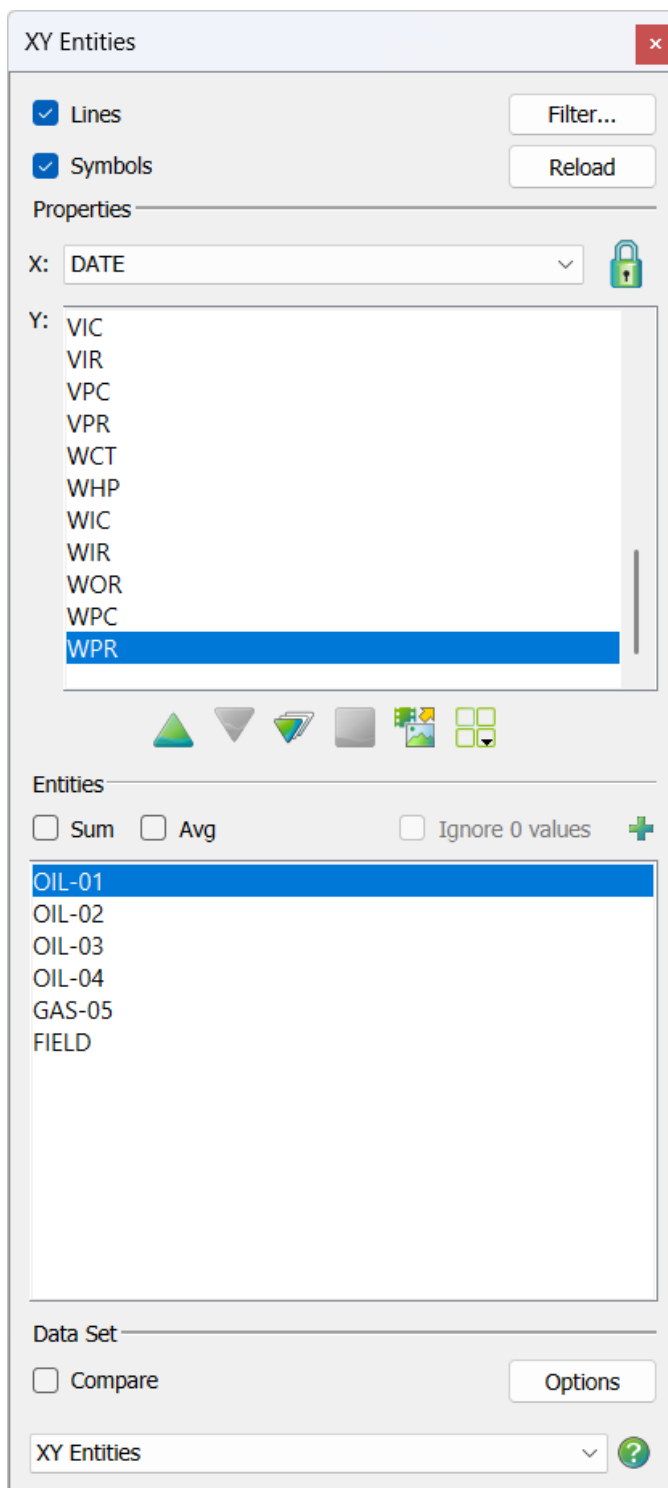 XY Entities
Lines Filter...
Symbols Reload
Properties
X: DATE
Y: VIC
VIR
VPC
VPR
WCT
WHP
WIC
WIR
WOR
WPC
WPR
Entities
Sum Avg Ignore 0 values
OIL-01
OIL-02
OIL-03
OIL-04
GAS-05
FIELD
Data Set
Compare Options
XY Entities ?